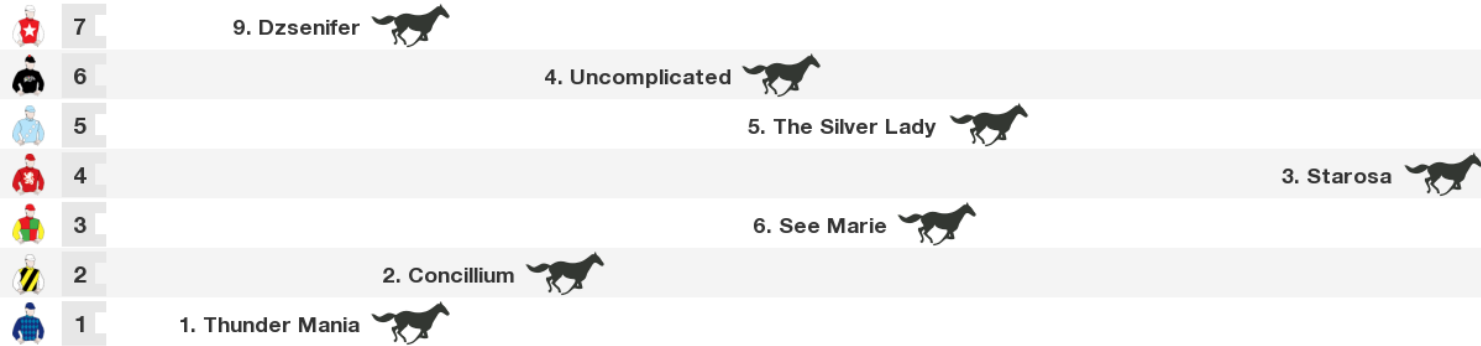 7 9. Dzsenifer
6 4. Uncomplicated
5 5. The Silver Lady
4 3. Starosa
3 6. See Marie
2 2. Concillium
1 1. Thunder Mania